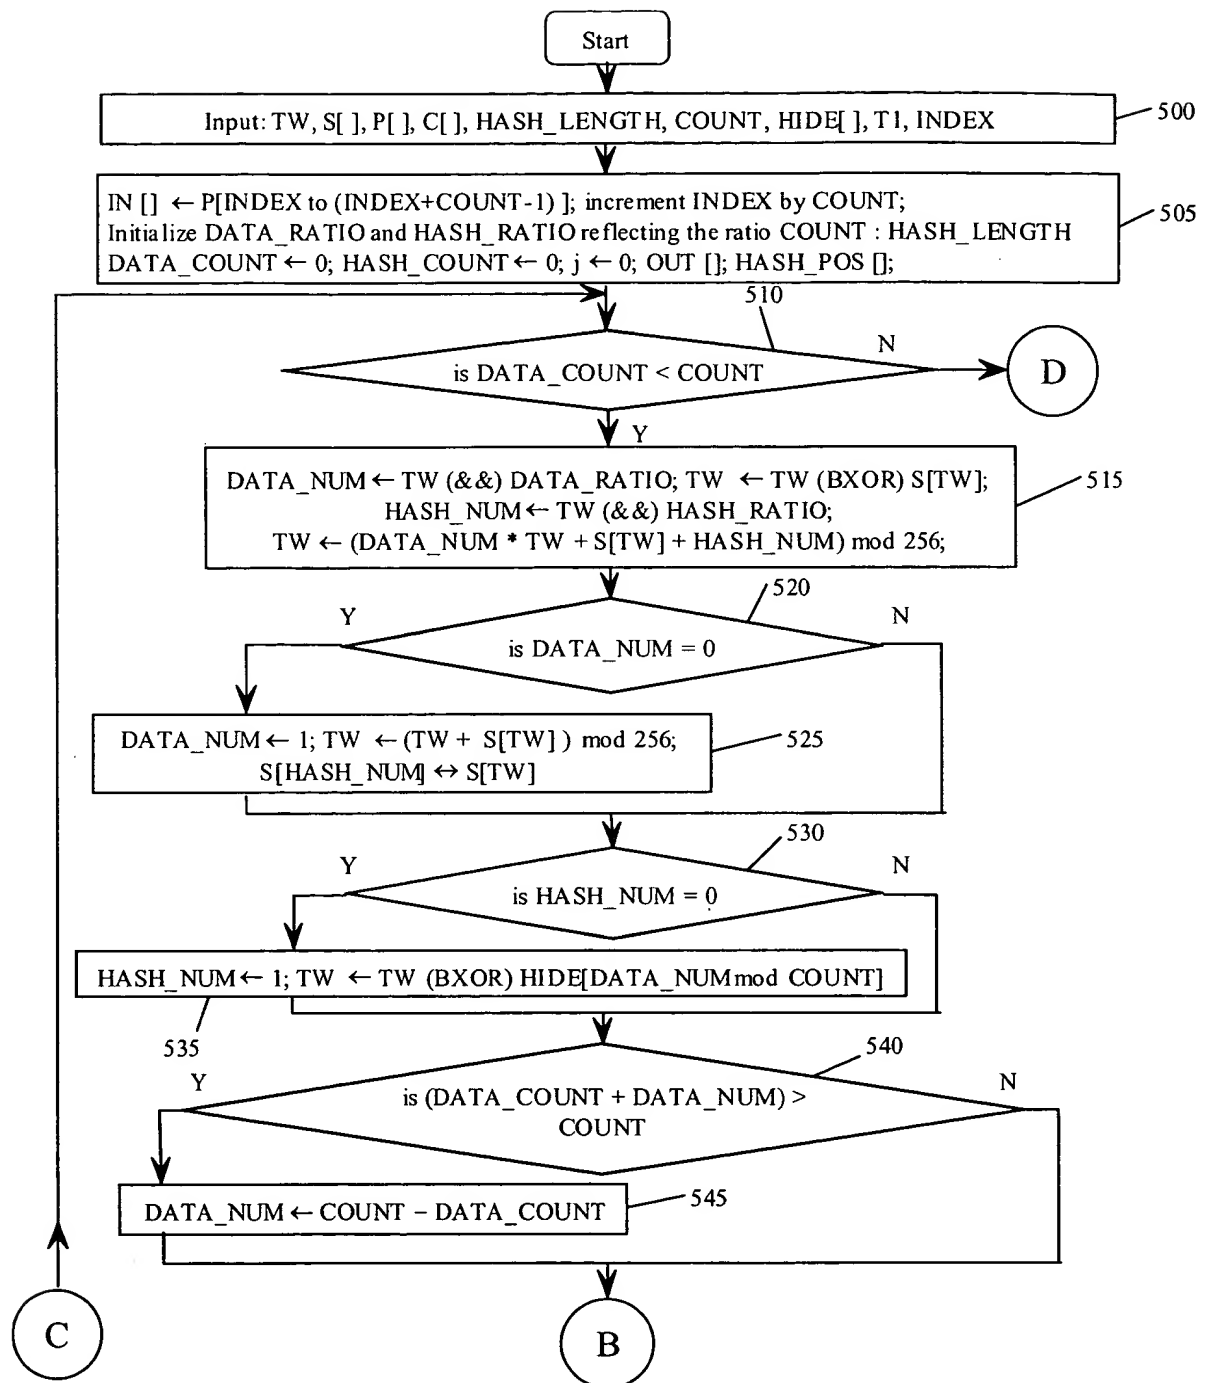 Start
Input: TW, S[ ], P[ ], C[ ], HASH_LENGTH, COUNT, HIDE[ ], T1, INDEX
500
IN [] ← P[INDEX to (INDEX+COUNT-1) ]; increment INDEX by COUNT;
Initialize DATA_RATIO and HASH_RATIO reflecting the ratio COUNT : HASH_LENGTH
DATA_COUNT ← 0; HASH_COUNT ← 0; j ← 0; OUT []; HASH_POS [];
505
510
is DATA_COUNT < COUNT
N
D
Y
DATA_NUM ← TW (&&) DATA_RATIO; TW ← TW (BXOR) S[TW];
HASH_NUM ← TW (&&) HASH_RATIO;
TW ← (DATA_NUM * TW + S[TW] + HASH_NUM) mod 256;
515
520
Y
N
is DATA_NUM = 0
DATA_NUM ← 1; TW ← (TW + S[TW] ) mod 256;
S[HASH_NUM] ↔ S[TW]
525
530
Y
N
is HASH_NUM = 0
HASH_NUM ← 1; TW ← TW (BXOR) HIDE[DATA_NUM mod COUNT]
535
540
Y
N
is (DATA_COUNT + DATA_NUM) >
COUNT
DATA_NUM ← COUNT – DATA_COUNT
545
C
B